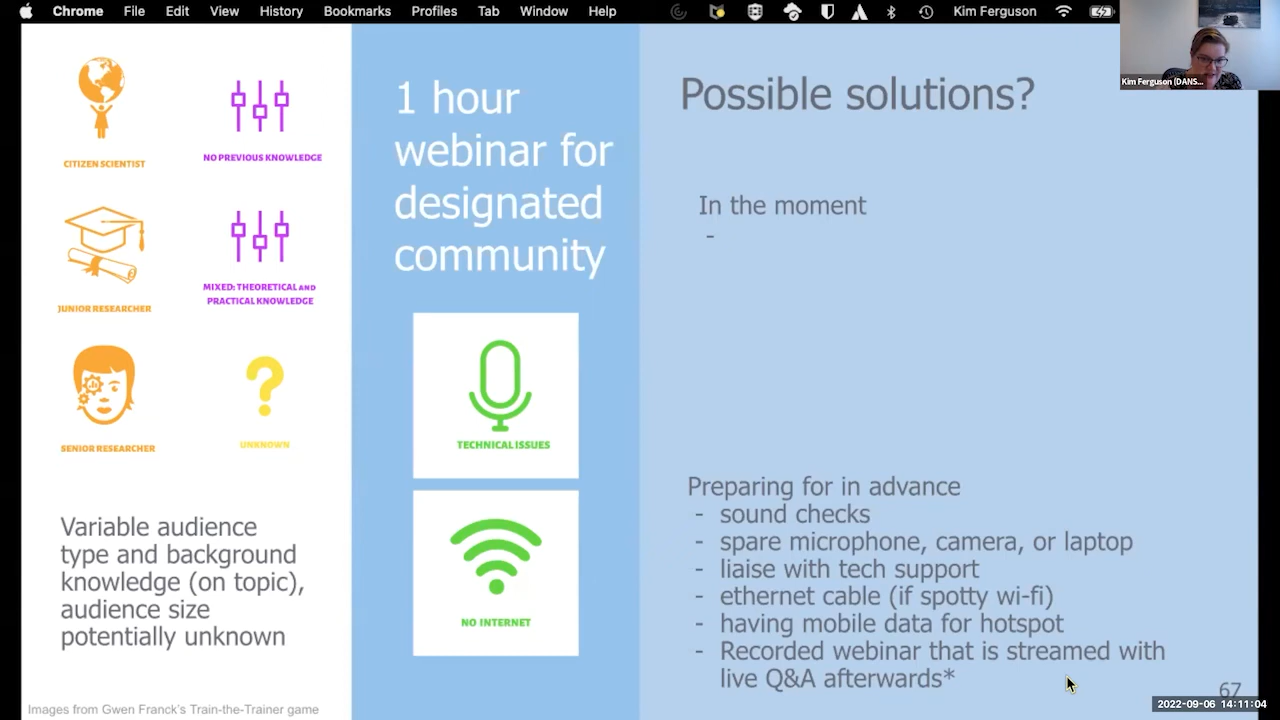 Chrome File Edit View History Bookmarks Profiles Tab Window Help Kim Ferguson
Kim Ferguson (DANS...
CITIZEN SCIENTIST
NO PREVIOUS KNOWLEDGE
JUNIOR RESEARCHER
MIXED: THEORETICAL and
PRACTICAL KNOWLEDGE
SENIOR RESEARCHER
UNKNOWN
Variable audience
type and background
knowledge (on topic),
audience size
potentially unknown
Images from Gwen Franck's Train-the-Trainer game
1 hour
webinar for
designated
community
TECHNICAL ISSUES
NO INTERNET
Possible solutions?
In the moment
-
Preparing for in advance
- sound checks
- spare microphone, camera, or laptop
- liaise with tech support
- ethernet cable (if spotty wi-fi)
- having mobile data for hotspot
- Recorded webinar that is streamed with
live Q&A afterwards*
67
2022-09-06 14:11:04